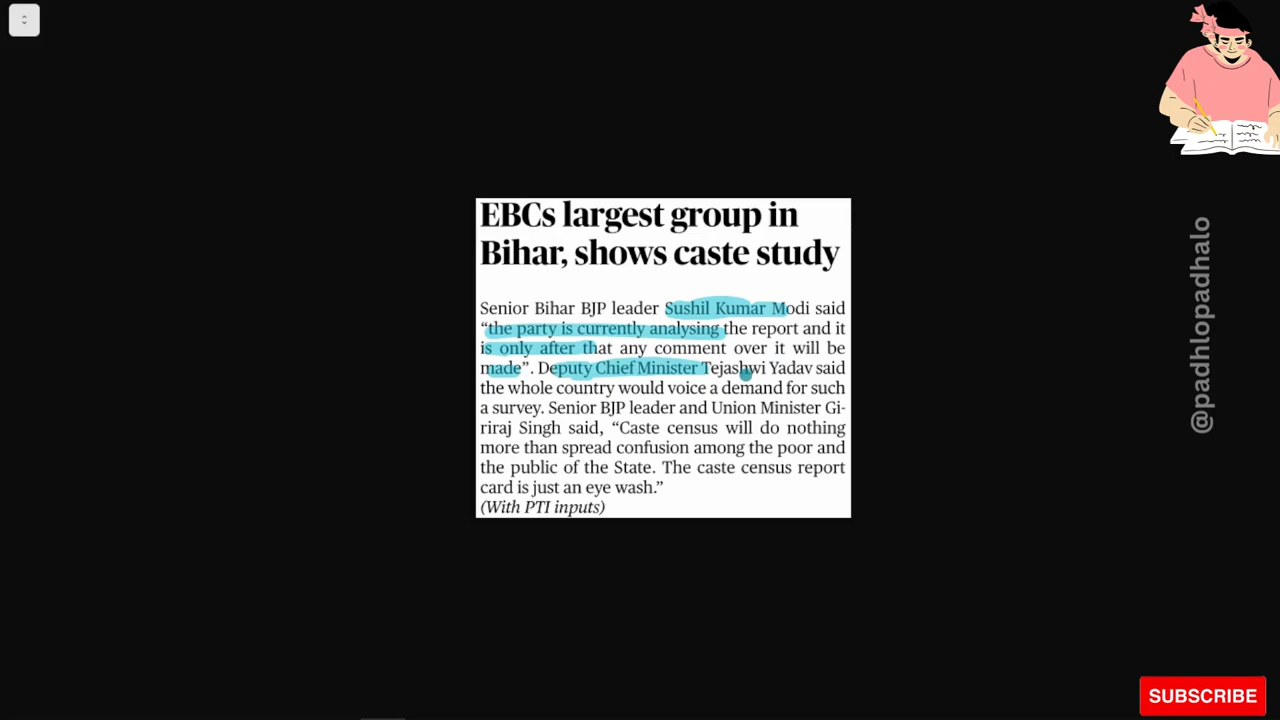 EBCs largest group in
Bihar, shows caste study
Senior Bihar BJP leader Sushil Kumar Modi said
“the party is currently analysing the report and it
is only after that any comment over it will be
made”. Deputy Chief Minister Tejashwi Yadav said
the whole country would voice a demand for such
a survey. Senior BJP leader and Union Minister Gi-
riraj Singh said, “Caste census will do nothing
more than spread confusion among the poor and
the public of the State. The caste census report
card is just an eye wash.”
(With PTI inputs)
@padhlopadhalo
SUBSCRIBE